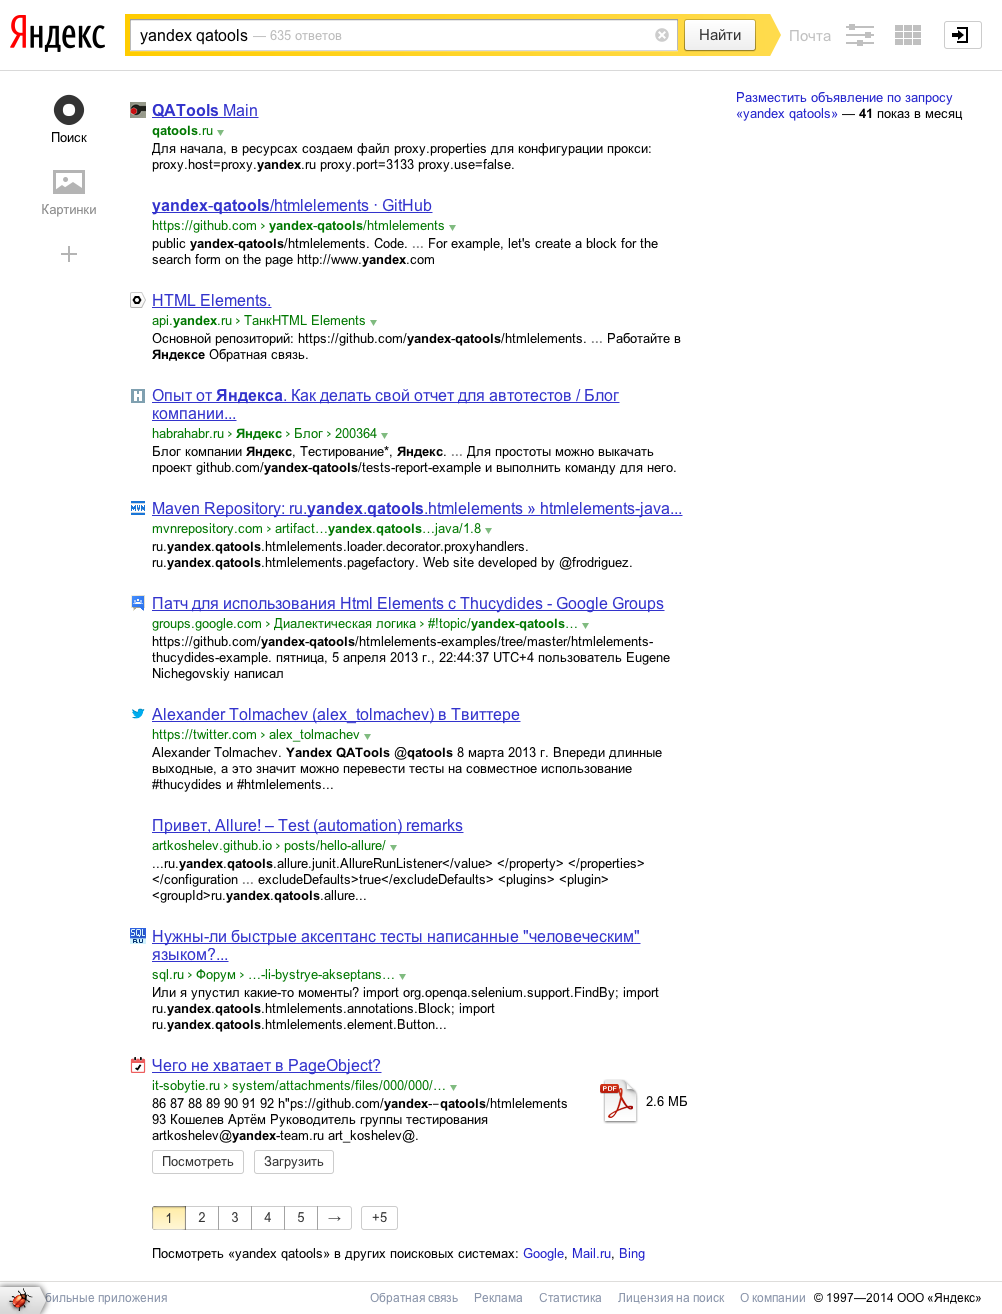 Яндекс
yandex qatools — 635 ответов
Найти
Почта
Поиск
Картинки
QATools Main
qatools.ru
Для начала, в ресурсах создаем файл proxy.properties для конфигурации прокси:
proxy.host=proxy.yandex.ru proxy.port=3133 proxy.use=false.
yandex-qatools/htmlelements · GitHub
https://github.com › yandex-qatools/htmlelements
public yandex-qatools/htmlelements. Code. ... For example, let's create a block for the
search form on the page http://www.yandex.com
HTML Elements.
api.yandex.ru › ТанкHTML Elements
Основной репозиторий: https://github.com/yandex-qatools/htmlelements. ... Работайте в
Яндексе Обратная связь.
Опыт от Яндекса. Как делать свой отчет для автотестов / Блог
компании...
habrahabr.ru › Яндекс › Блог › 200364
Блог компании Яндекс, Тестирование*, Яндекс. ... Для простоты можно выкачать
проект github.com/yandex-qatools/tests-report-example и выполнить команду для него.
MVN
Maven Repository: ru.yandex.qatools.htmlelements » htmlelements-java...
mvnrepository.com › artifact…yandex.qatools…java/1.8
ru.yandex.qatools.htmlelements.loader.decorator.proxyhandlers.
ru.yandex.qatools.htmlelements.pagefactory. Web site developed by @frodriguez.
Патч для использования Html Elements с Thucydides - Google Groups
groups.google.com › Диалектическая логика › #!topic/yandex-qatools…
https://github.com/yandex-qatools/htmlelements-examples/tree/master/htmlelements-
thucydides-example. пятница, 5 апреля 2013 г., 22:44:37 UTC+4 пользователь Eugene
Nichegovskiy написал
Alexander Tolmachev (alex_tolmachev) в Твиттере
https://twitter.com › alex_tolmachev
Alexander Tolmachev. Yandex QATools @qatools 8 марта 2013 г. Впереди длинные
выходные, а это значит можно перевести тесты на совместное использование
#thucydides и #htmlelements...
Привет, Allure! – Test (automation) remarks
artkoshelev.github.io › posts/hello-allure/
...ru.yandex.qatools.allure.junit.AllureRunListener</value> </property> </properties>
</configuration ... excludeDefaults>true</excludeDefaults> <plugins> <plugin>
<groupId>ru.yandex.qatools.allure...
SQL.RU
Нужны-ли быстрые аксептанс тесты написанные "человеческим"
языком?...
sql.ru › Форум › …-li-bystrye-akseptans…
Или я упустил какие-то моменты? import org.openqa.selenium.support.FindBy; import
ru.yandex.qatools.htmlelements.annotations.Block; import
ru.yandex.qatools.htmlelements.element.Button...
Чего не хватает в PageObject?
it-sobytie.ru › system/attachments/files/000/000/…
86 87 88 89 90 91 92 h"ps://github.com/yandex-–qatools/htmlelements
93 Кошелев Артём Руководитель группы тестирования
artkoshelev@yandex-team.ru art_koshelev@.
PDF 2.6 МБ
Посмотреть Загрузить
1 2 3 4 5 → +5
Посмотреть «yandex qatools» в других поисковых системах: Google, Mail.ru, Bing
Разместить объявление по запросу
«yandex qatools» — 41 показ в месяц
бильные приложения Обратная связь Реклама Статистика Лицензия на поиск О компании © 1997—2014 ООО «Яндекс»